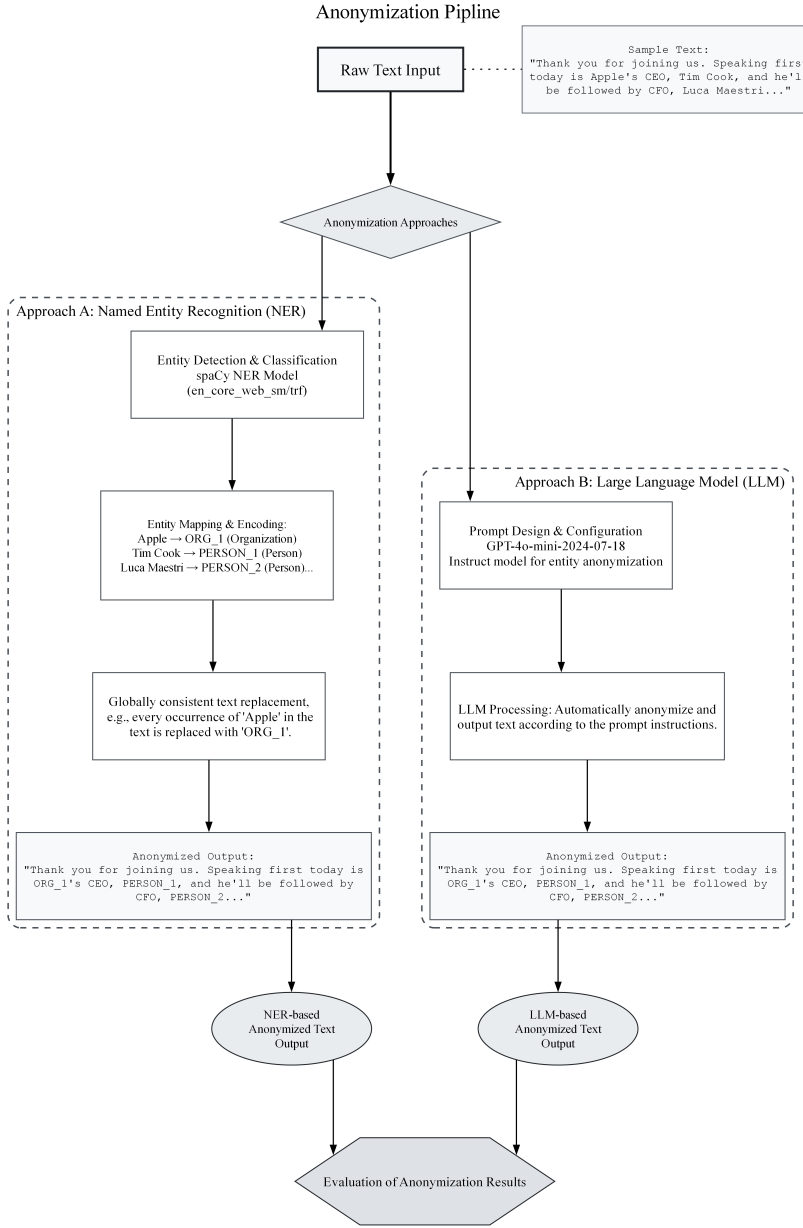 Anonymization Pipline
Raw Text Input
Sample Text:
"Thank you for joining us. Speaking firs
today is Apple's CEO, Tim Cook, and he'l
be followed by CFO, Luca Maestri..."
Anonymization Approaches
Approach A: Named Entity Recognition (NER)
Entity Detection & Classification
spaCy NER Model
(en_core_web_sm/trf)
Entity Mapping & Encoding:
Apple → ORG_1 (Organization)
Tim Cook → PERSON_1 (Person)
Luca Maestri → PERSON_2 (Person)...
Globally consistent text replacement,
e.g., every occurrence of 'Apple' in the
text is replaced with 'ORG_1'.
Anonymized Output:
"Thank you for joining us. Speaking first today is
ORG_1's CEO, PERSON_1, and he'll be followed by
CFO, PERSON_2..."
Approach B: Large Language Model (LLM)
Prompt Design & Configuration
GPT-4o-mini-2024-07-18
Instruct model for entity anonymization
LLM Processing: Automatically anonymize and
output text according to the prompt instructions.
Anonymized Output:
"Thank you for joining us. Speaking first today is
ORG_1's CEO, PERSON_1, and he'll be followed by
CFO, PERSON_2..."
NER-based
Anonymized Text
Output
LLM-based
Anonymized Text
Output
Evaluation of Anonymization Results